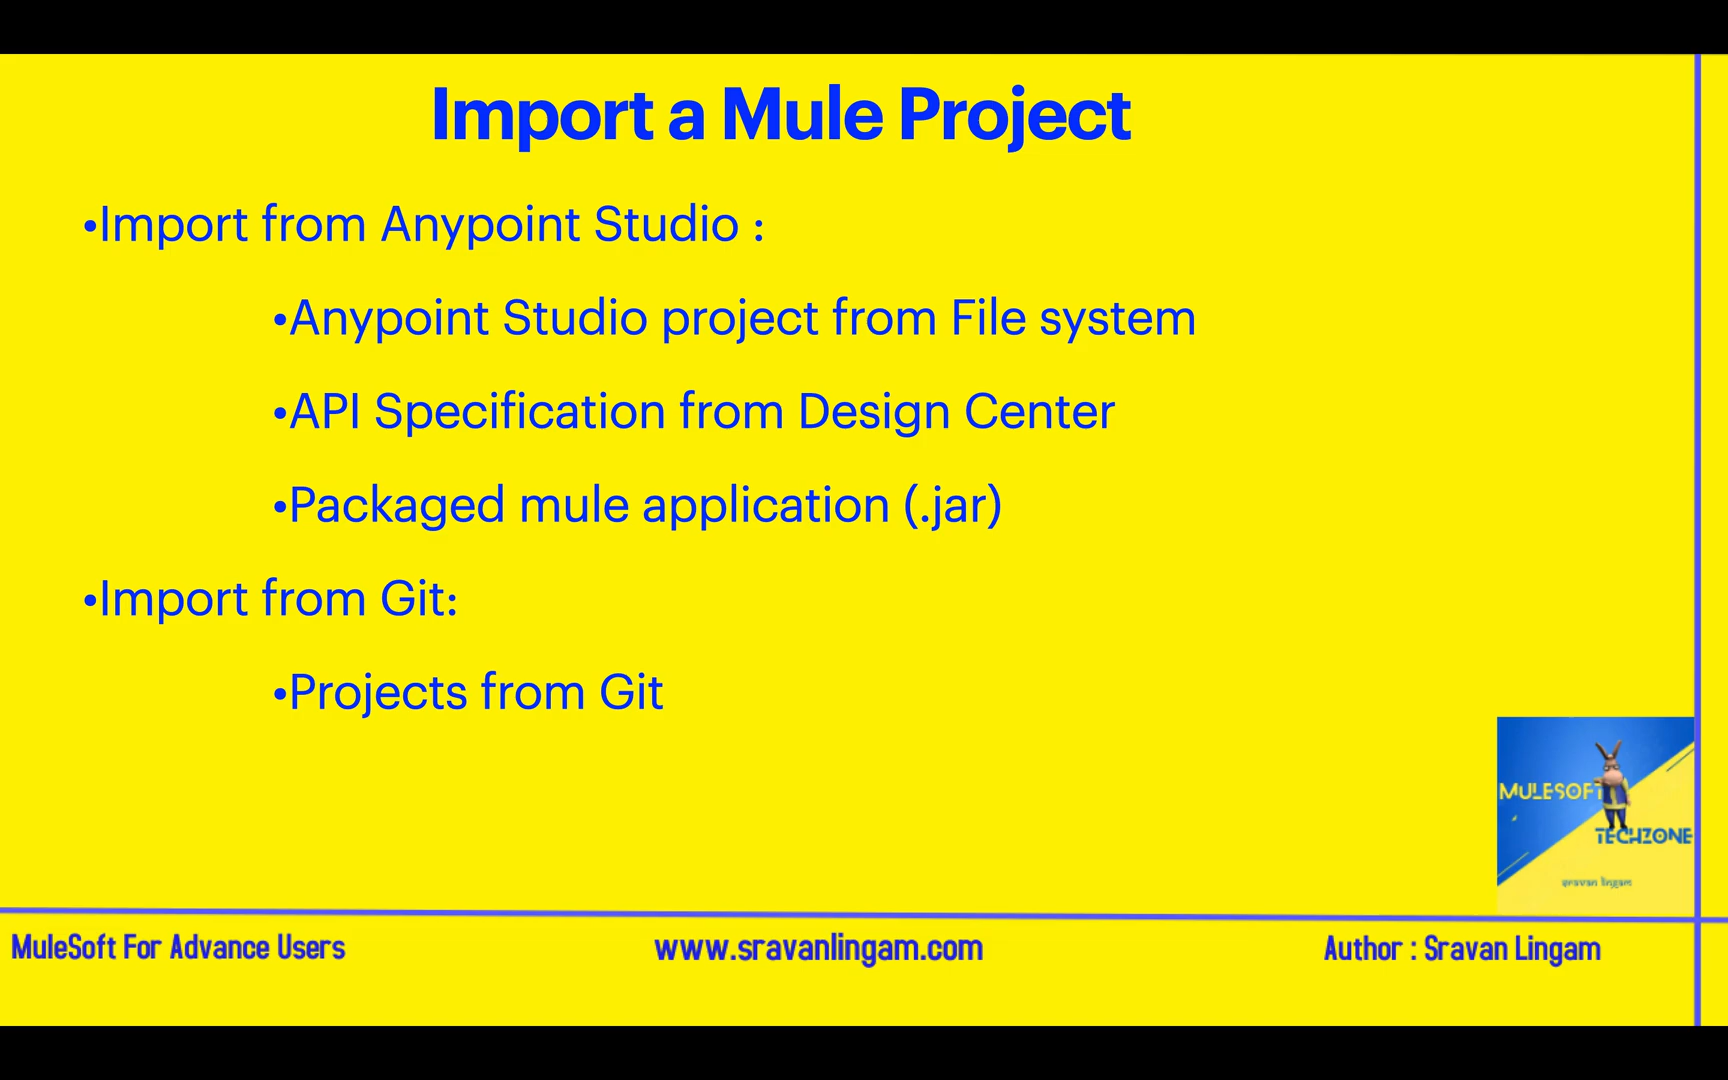 Import a Mule Project
•Import from Anypoint Studio :
•Anypoint Studio project from File system
•API Specification from Design Center
•Packaged mule application (.jar)
•Import from Git:
•Projects from Git
MULESOFT
TECHZONE
sravan lingam
MuleSoft For Advance Users
www.sravanlingam.com
Author : Sravan Lingam